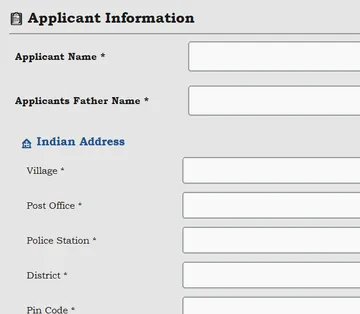 Applicant Information
Applicant Name *
Applicants Father Name *
Indian Address
Village *
Post Office *
Police Station *
District *
Pin Code *